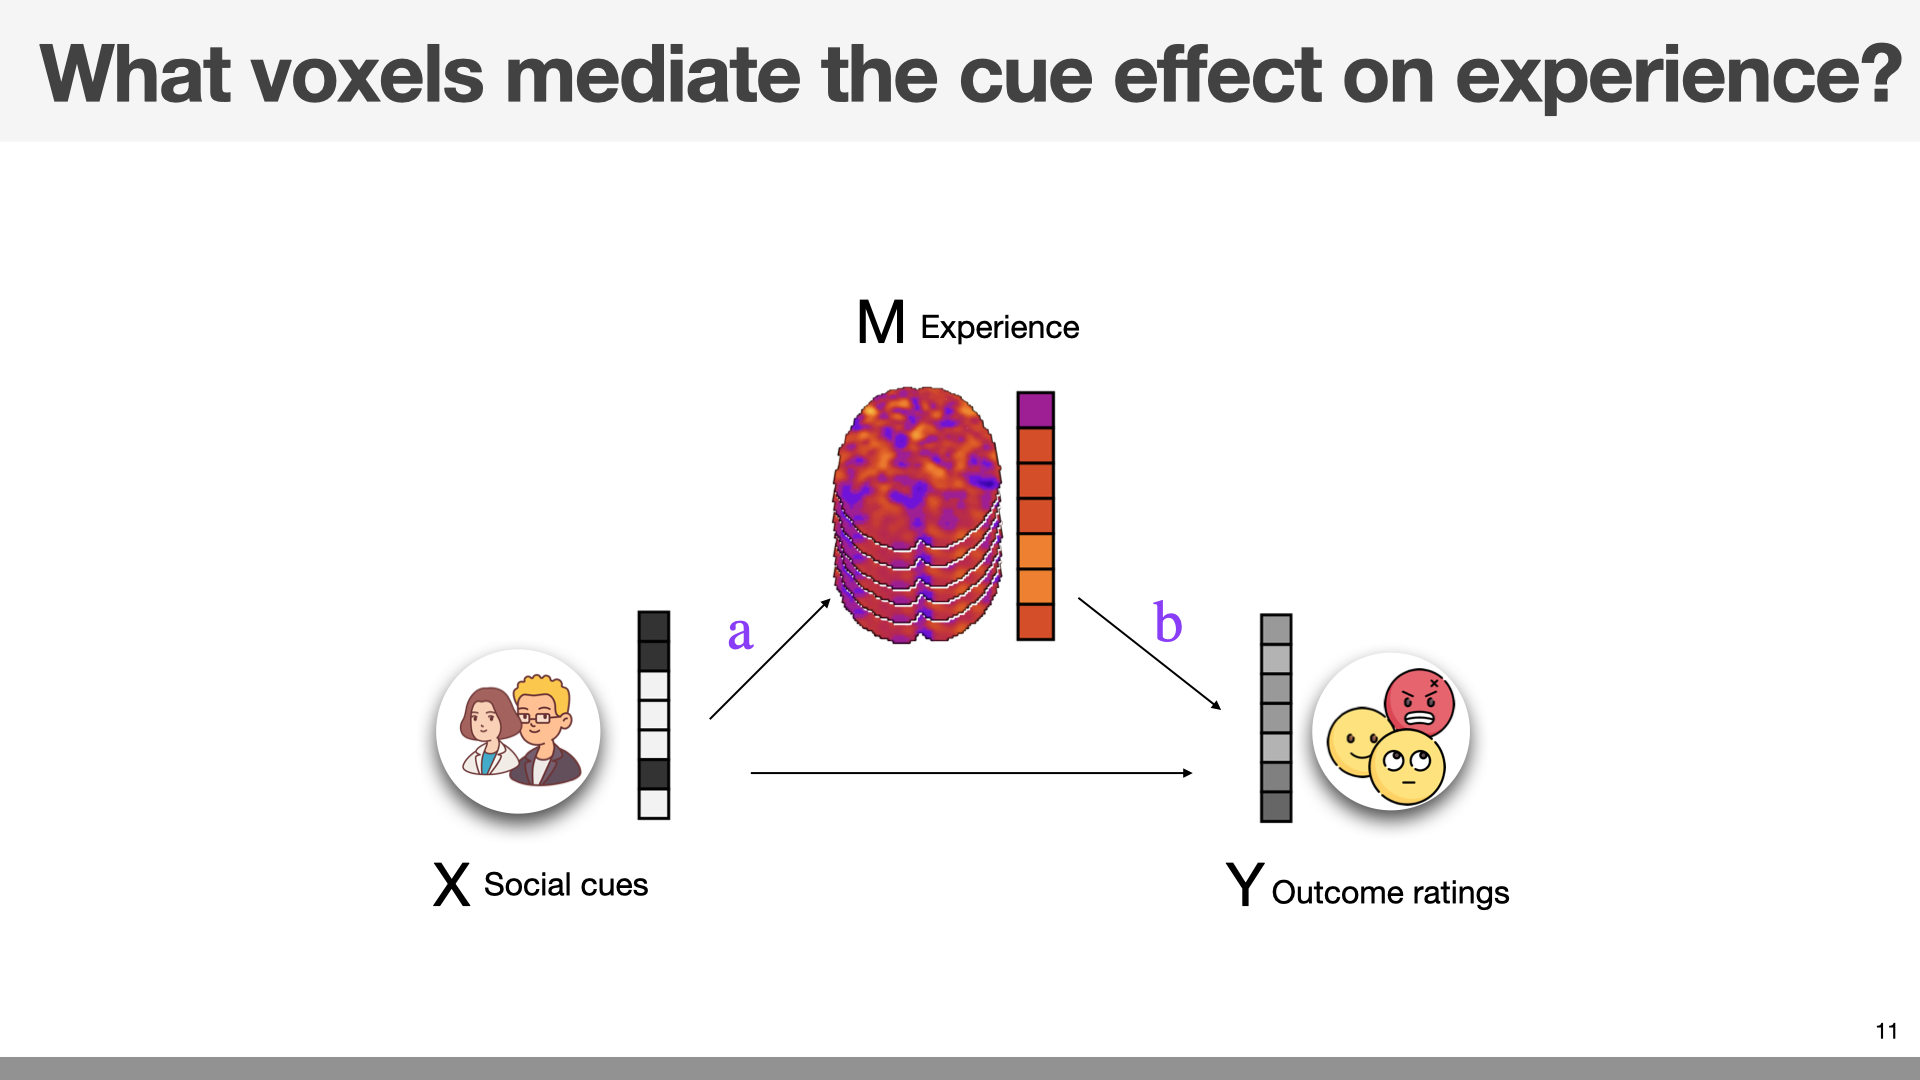 What voxels mediate the cue effect on experience?
M Experience
a
b
X Social cues
Y Outcome ratings
11